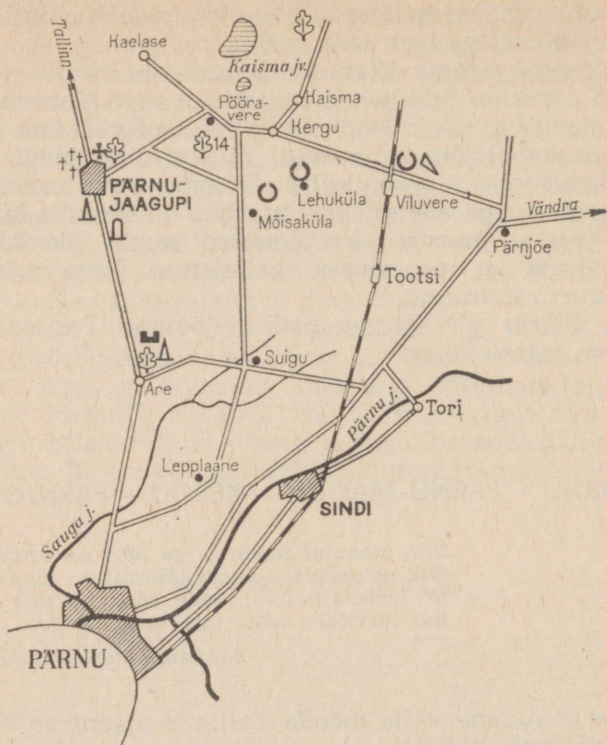 Tallinn
Kaelase
Kaisma jv.
Kaisma
Pööra-
vere
Kergu
14
PÄRNU-
JAAGUPI
Lehuküla
Viluvere
Mõisaküla
Vändra
Pärnjõe
Tootsi
Suigu
Are
Pärnu j.
Tori
Lepplaane
SINDI
Sauga j.
PÄRNU